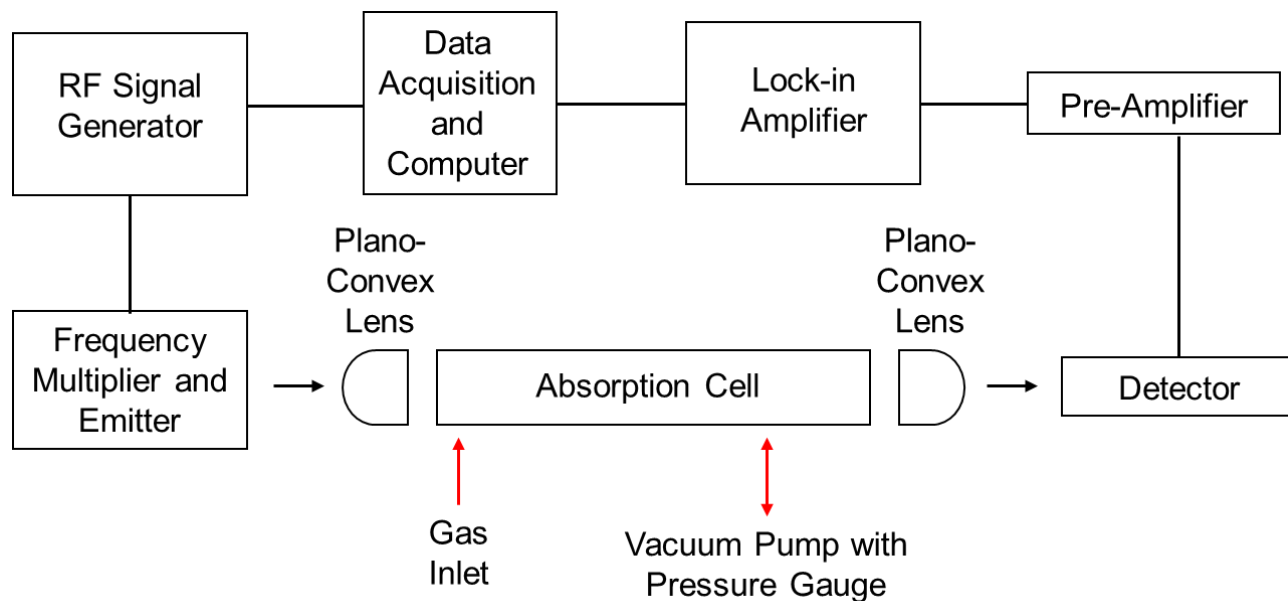 RF Signal
Generator
Data
Acquisition
and
Computer
Lock-in
Amplifier
Pre-Amplifier
Plano-
Convex
Lens
Plano-
Convex
Lens
Frequency
Multiplier and
Emitter
Absorption Cell
Detector
Gas
Inlet
Vacuum Pump with
Pressure Gauge